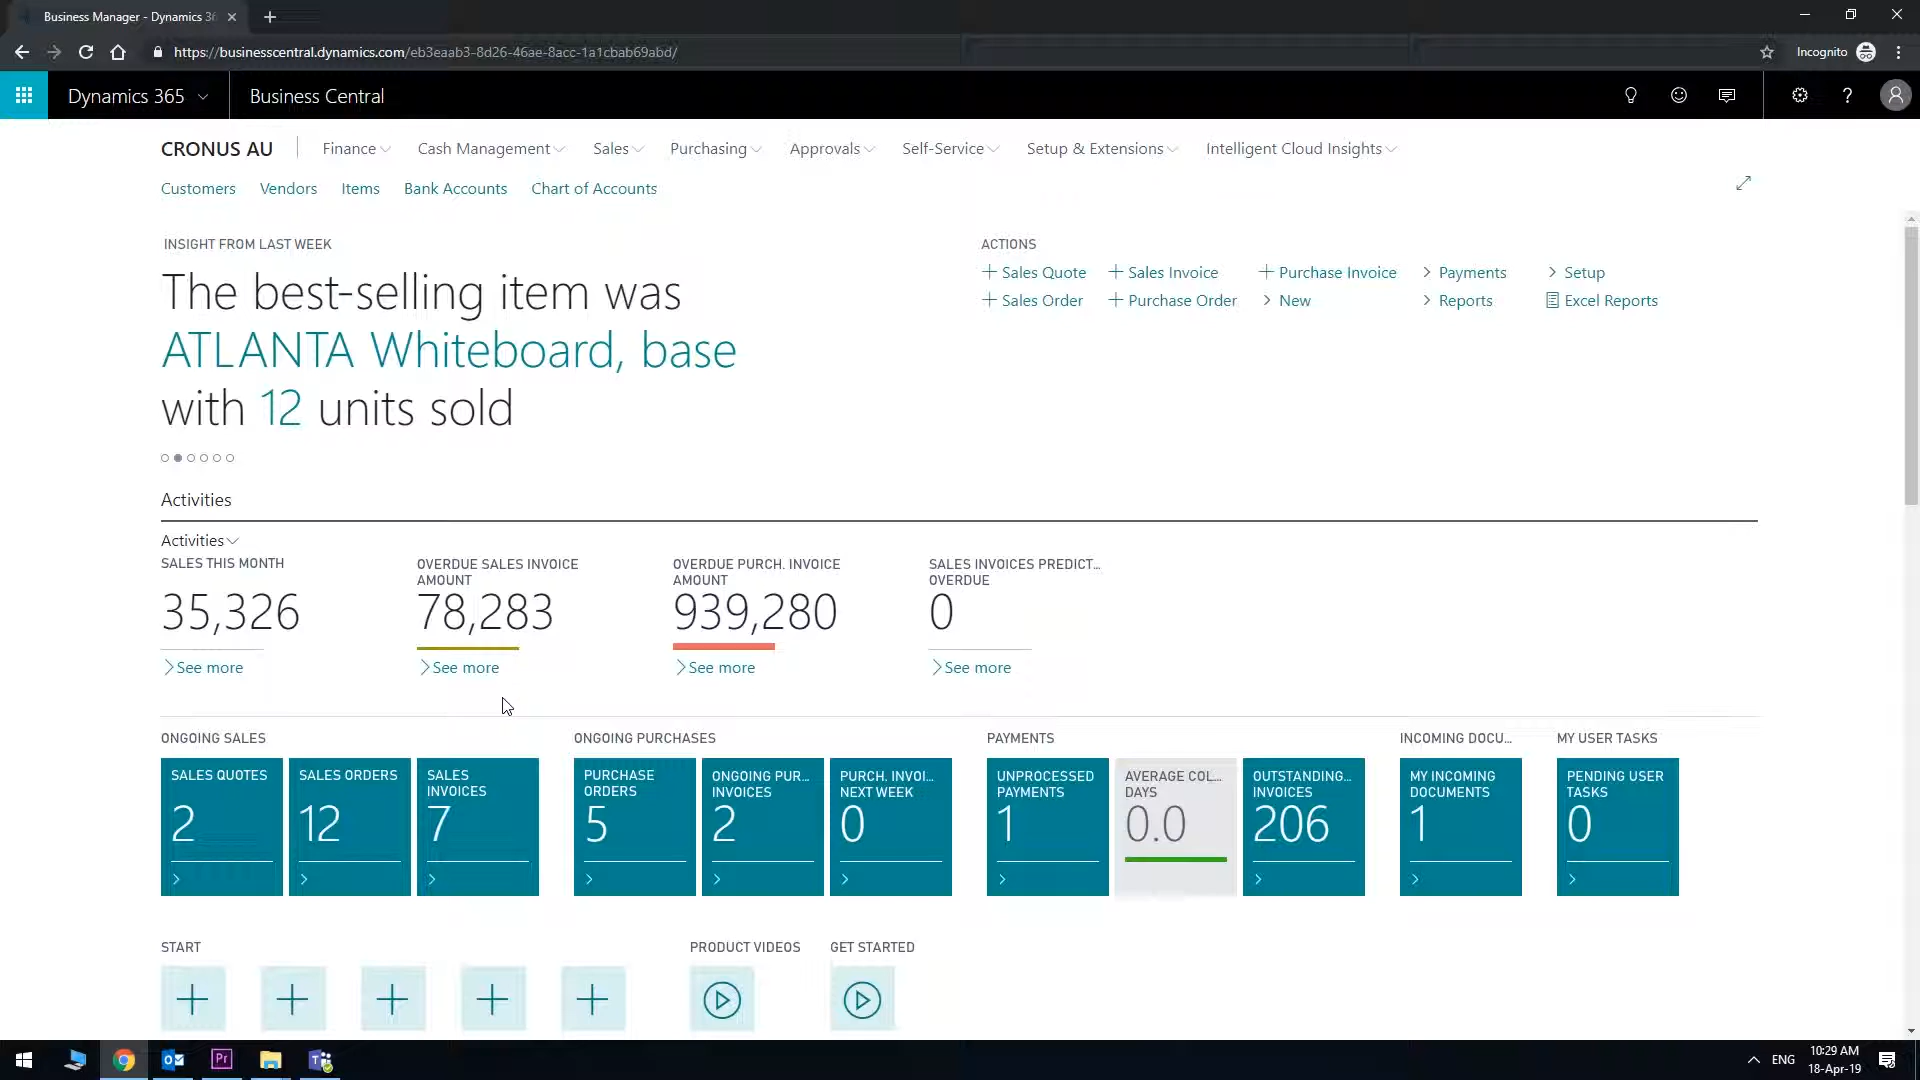 Business Manager - Dynamics 36
https://businesscentral.dynamics.com/eb3eaab3-8d26-46ae-8acc-1a1cbab69abd/
Incognito
Dynamics 365
Business Central
?
CRONUS AU
Finance
Cash Management
Sales
Purchasing
Approvals
Self-Service
Setup & Extensions
Intelligent Cloud Insights
Customers
Vendors
Items
Bank Accounts
Chart of Accounts
INSIGHT FROM LAST WEEK
The best-selling item was
ATLANTA Whiteboard, base
with 12 units sold
ACTIONS
+ Sales Quote
+ Sales Invoice
+ Purchase Invoice
> Payments
> Setup
+ Sales Order
+ Purchase Order
> New
> Reports
Excel Reports
Activities
Activities
SALES THIS MONTH
35,326
> See more
OVERDUE SALES INVOICE
AMOUNT
78,283
> See more
OVERDUE PURCH. INVOICE
AMOUNT
939,280
> See more
SALES INVOICES PREDICT...
OVERDUE
0
> See more
ONGOING SALES
SALES QUOTES
2
SALES ORDERS
12
SALES
INVOICES
7
ONGOING PURCHASES
PURCHASE
ORDERS
5
ONGOING PUR...
INVOICES
2
PURCH. INVOI...
NEXT WEEK
0
PAYMENTS
UNPROCESSED
PAYMENTS
1
AVERAGE COL...
DAYS
0.0
OUTSTANDING...
INVOICES
206
INCOMING DOCU...
MY INCOMING
DOCUMENTS
1
MY USER TASKS
PENDING USER
TASKS
0
START
PRODUCT VIDEOS
GET STARTED
Pr
ENG
10:29 AM
18-Apr-19